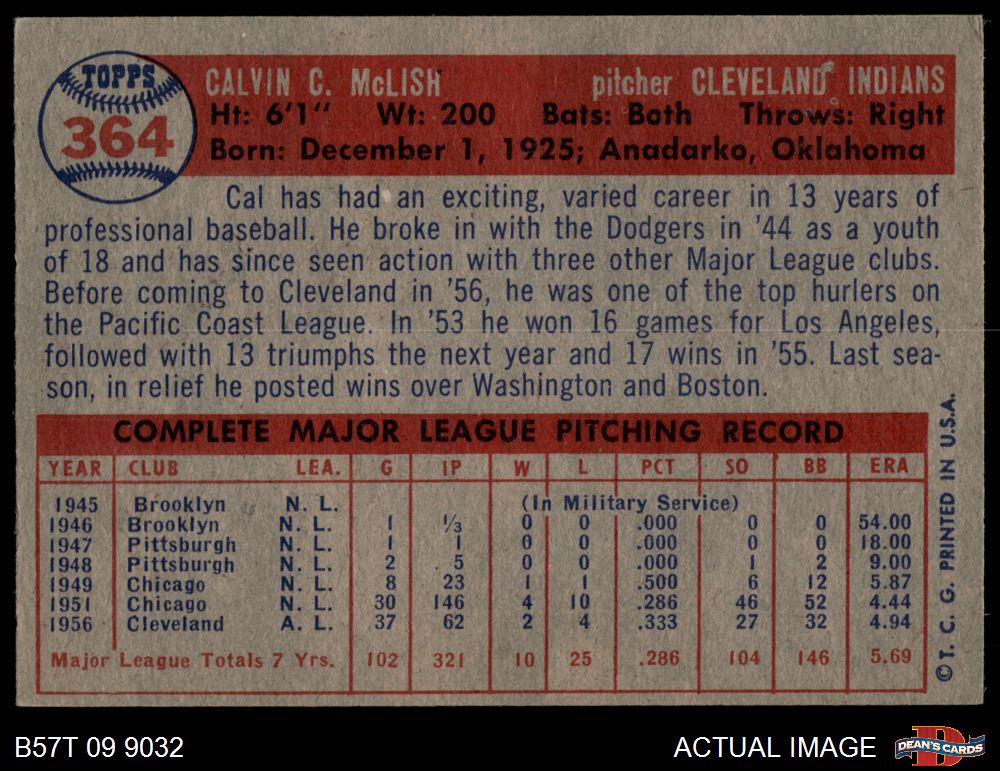 TOPPS
364
CALVIN C. McLISH pitcher CLEVELAND INDIANS
Ht: 6'1" Wt: 200 Bats: Both Throws: Right
Born: December 1, 1925; Anadarko, Oklahoma
Cal has had an exciting, varied career in 13 years of
professional baseball. He broke in with the Dodgers in '44 as a youth
of 18 and has since seen action with three other Major League clubs.
Before coming to Cleveland in '56, he was one of the top hurlers on
the Pacific Coast League. In '53 he won 16 games for Los Angeles,
followed with 13 triumphs the next year and 17 wins in '55. Last sea-
son, in relief he posted wins over Washington and Boston.
COMPLETE MAJOR LEAGUE PITCHING RECORD
YEAR CLUB LEA. G IP W L PCT SO BB ERA
1945 Brooklyn N. L. (In Military Service)
1946 Brooklyn N. L. 1 1/3 0 0 .000 0 0 54.00
1947 Pittsburgh N. L. 1 1 0 0 .000 0 0 18.00
1948 Pittsburgh N. L. 2 5 0 0 .000 1 2 9.00
1949 Chicago N. L. 8 23 1 1 .500 6 12 5.87
1951 Chicago N. L. 30 146 4 10 .286 46 52 4.44
1956 Cleveland A. L. 37 62 2 4 .333 27 32 4.94
Major League Totals 7 Yrs. 102 321 10 25 .286 104 146 5.69
© T. C. G. PRINTED IN U.S.A.
B57T 09 9032 ACTUAL IMAGE DEAN'S CARDS